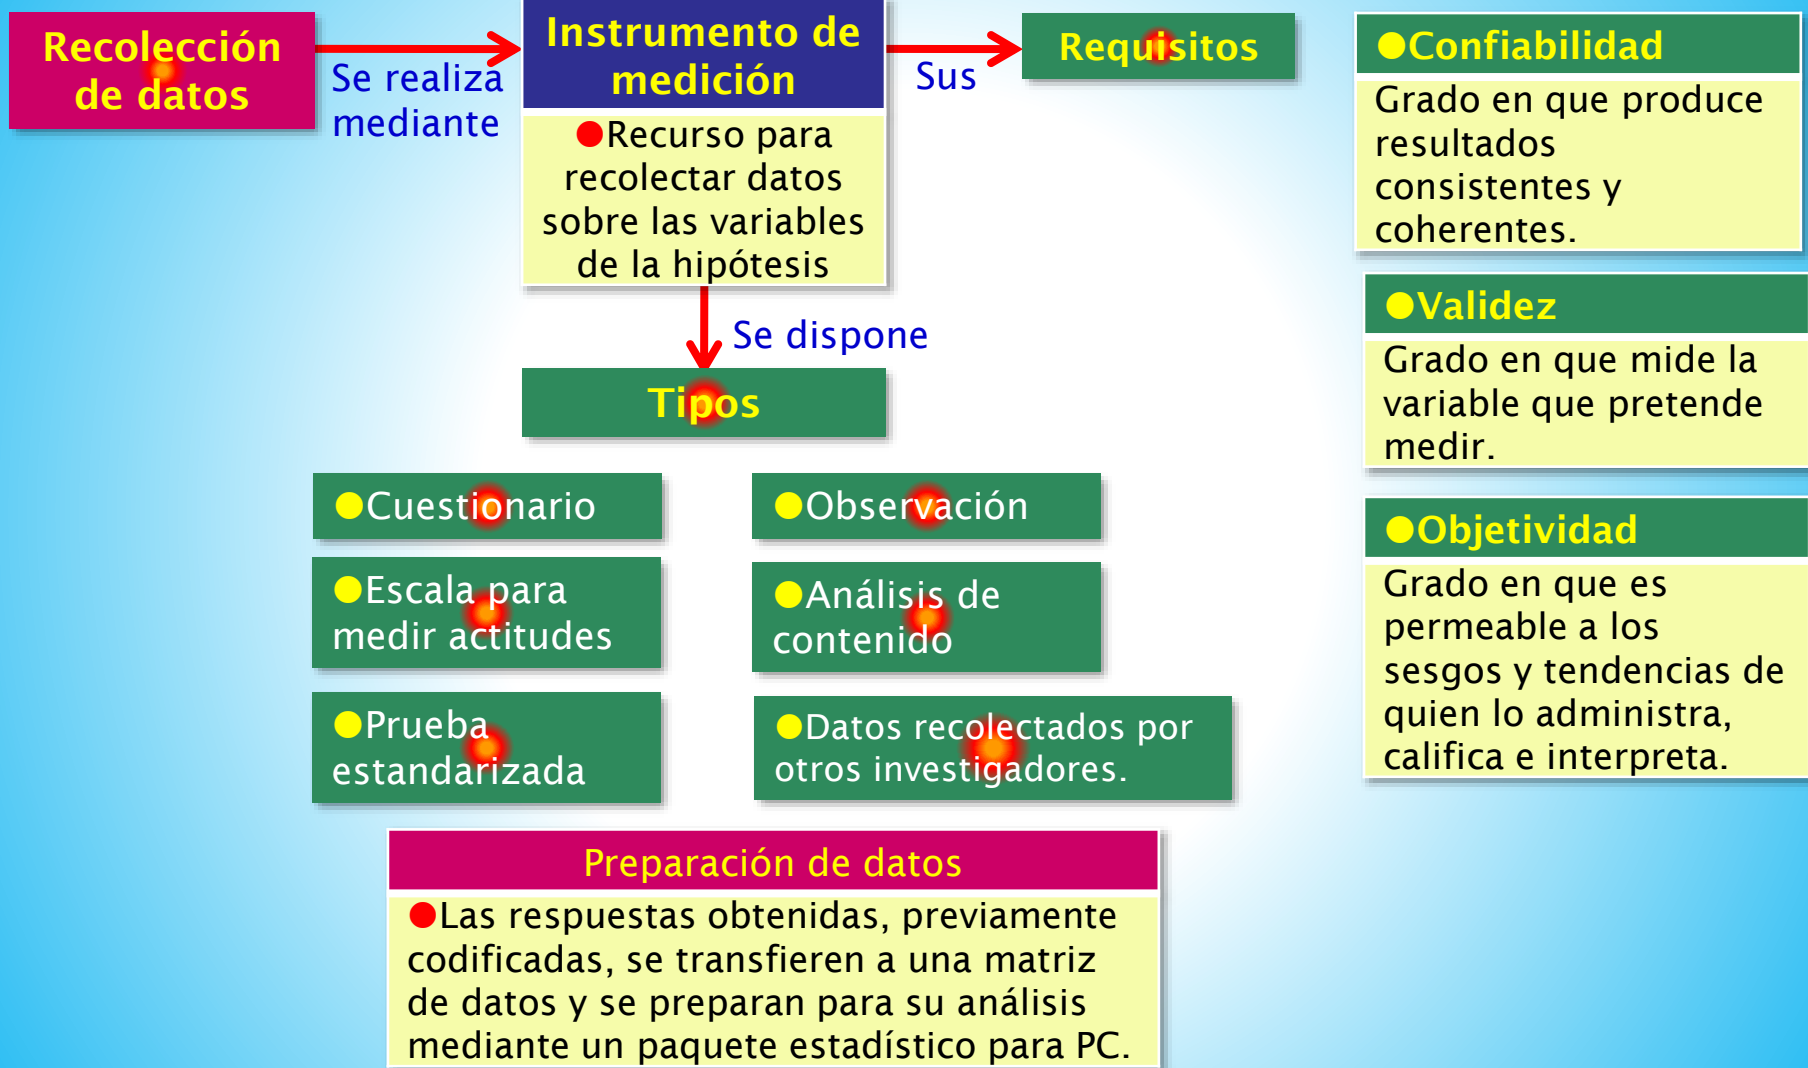 Recolección
de datos
Se realiza
mediante
Instrumento de
medición
●Recurso para
recolectar datos
sobre las variables
de la hipótesis
Sus
Requisitos
●Confiabilidad
Grado en que produce
resultados
consistentes y
coherentes.
●Validez
Grado en que mide la
variable que pretende
medir.
●Objetividad
Grado en que es
permeable a los
sesgos y tendencias de
quien lo administra,
califica e interpreta.
Se dispone
Tipos
●Cuestionario
●Escala para
medir actitudes
●Prueba
estandarizada
●Observación
●Análisis de
contenido
●Datos recolectados por
otros investigadores.
Preparación de datos
●Las respuestas obtenidas, previamente
codificadas, se transfieren a una matriz
de datos y se preparan para su análisis
mediante un paquete estadístico para PC.